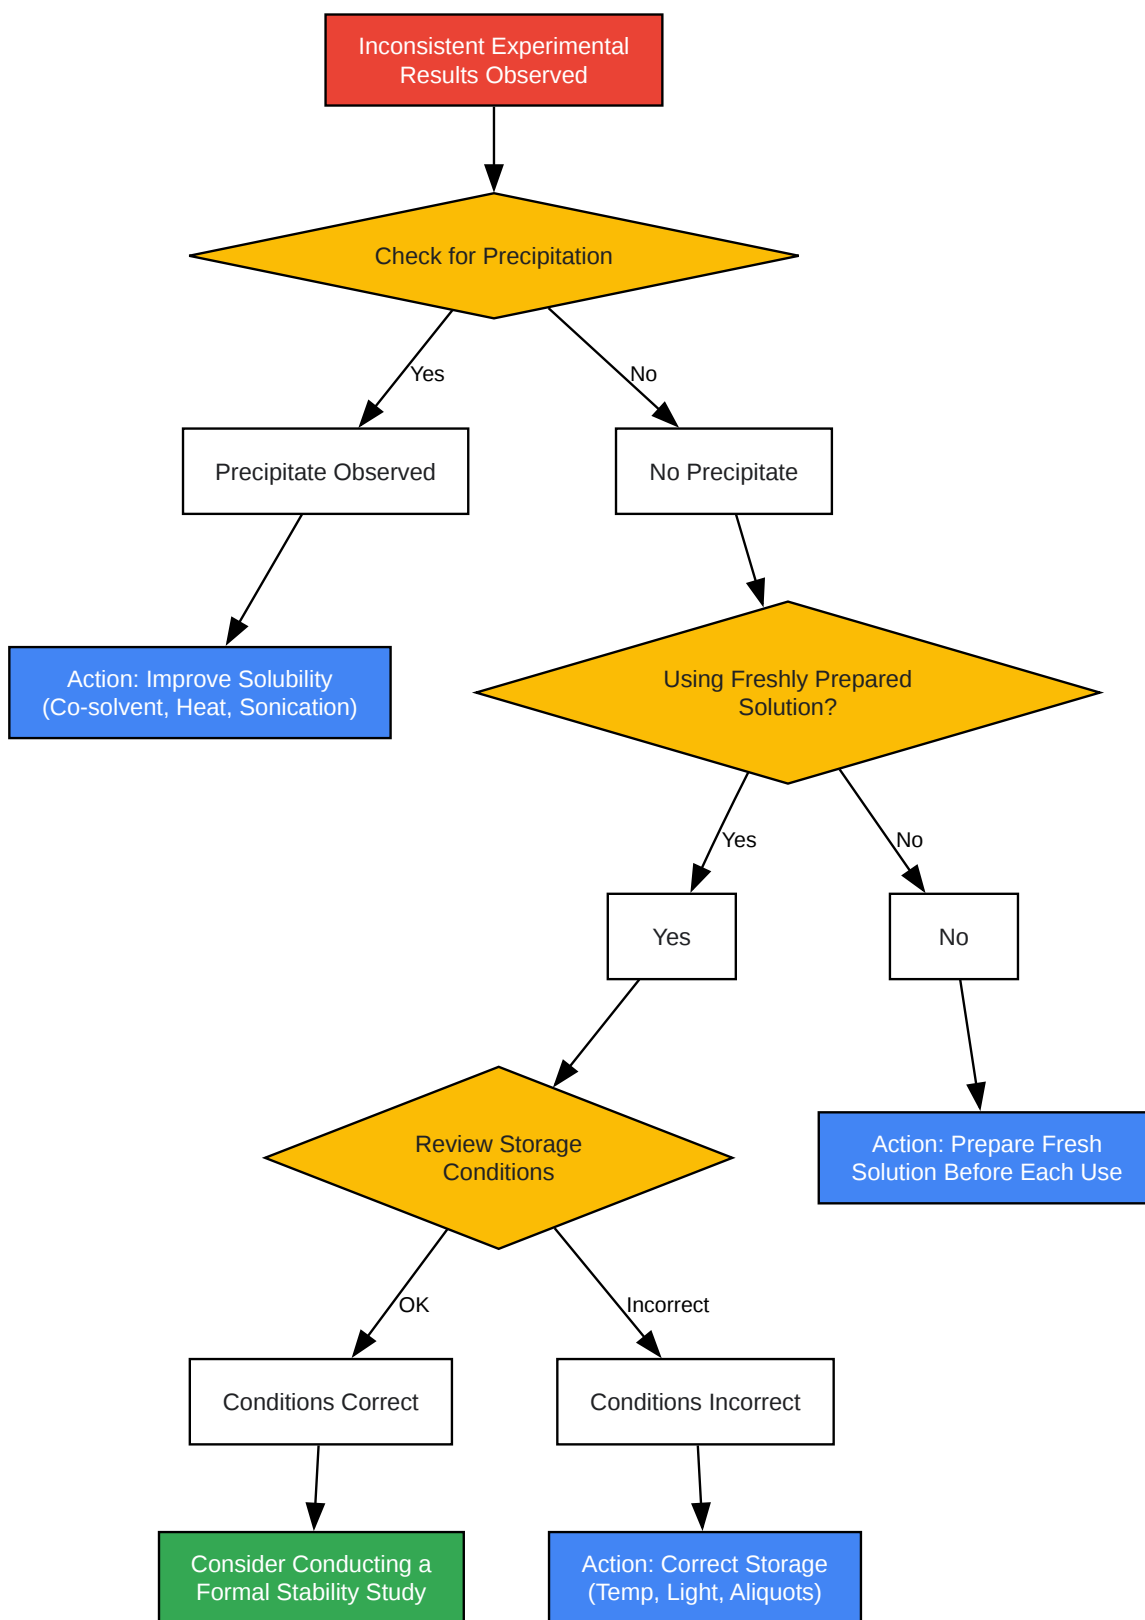 Inconsistent Experimental
Results Observed
Check for Precipitation
Yes
No
Precipitate Observed
No Precipitate
Action: Improve Solubility
(Co-solvent, Heat, Sonication)
Using Freshly Prepared
Solution?
Yes
No
Yes
No
Action: Prepare Fresh
Solution Before Each Use
Review Storage
Conditions
OK
Incorrect
Conditions Correct
Conditions Incorrect
Consider Conducting a
Formal Stability Study
Action: Correct Storage
(Temp, Light, Aliquots)